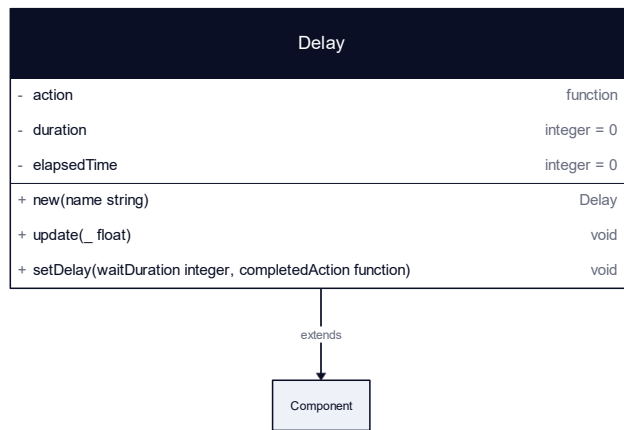 Delay
- action function
- duration integer = 0
- elapsedTime integer = 0
+ new(name string) Delay
+ update(_ float) void
+ setDelay(waitDuration integer, completedAction function) void
extends
Component